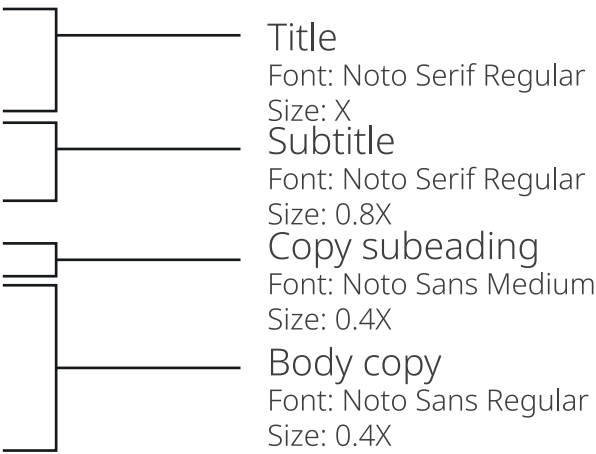 Title
Font: Noto Serif Regular
Size: X
Subtitle
Font: Noto Serif Regular
Size: 0.8X
Copy subeading
Font: Noto Sans Medium
Size: 0.4X
Body copy
Font: Noto Sans Regular
Size: 0.4X